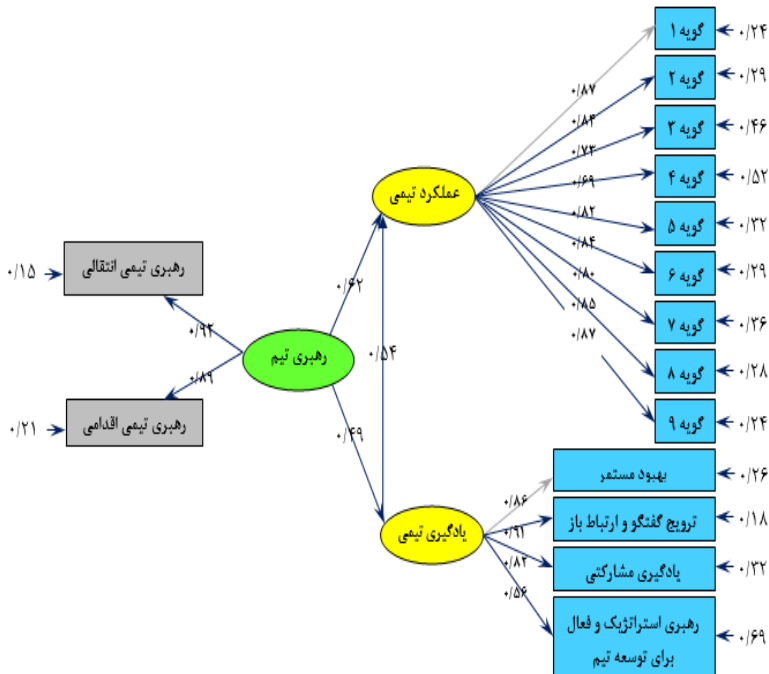 گویه ۱
۰/۲۴
گویه ۲
۰/۲۹
گویه ۳
۰/۴۶
گویه ۴
۰/۵۲
گویه ۵
۰/۳۲
گویه ۶
۰/۲۹
گویه ۷
۰/۳۶
گویه ۸
۰/۲۸
گویه ۹
۰/۲۴
۰/۸۷
۰/۸۴
۰/۷۳
۰/۶۹
۰/۸۲
۰/۸۴
۰/۸۰
۰/۸۵
۰/۸۷
عملکرد تیمی
رهبری تیمی انتقالی
۰/۱۵
۰/۹۲
۰/۶۲
رهبری تیم
۰/۵۴
۰/۸۹
رهبری تیمی اقدامی
۰/۲۱
۰/۴۹
یادگیری تیمی
بهبود مستمر
۰/۲۶
۰/۸۶
ترویج گفتگو و ارتباط باز
۰/۱۸
۰/۹۱
یادگیری مشارکتی
۰/۳۲
۰/۸۲
۰/۵۶
رهبری استراتژیک و فعال
برای توسعه تیم
۰/۶۹